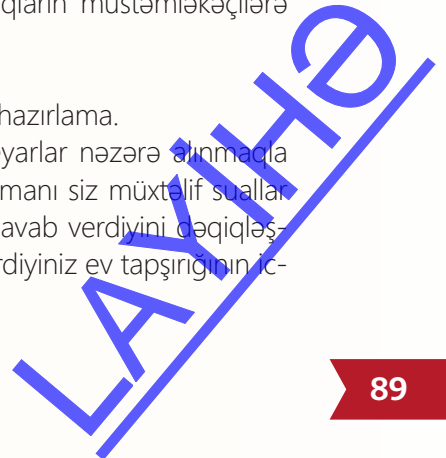 qların müstəmləkəçilərə
hazırlama.
yarlar nəzərə alınmaqla
manı siz müxtəlif suallar
avab verdiyini dəqiqləş-
rdiyiniz ev tapşırığının ic-
LAYİHƏ
89